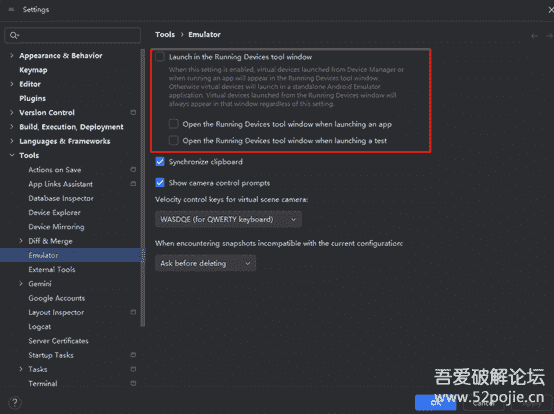 Settings
Appearance & Behavior
Keymap
Editor
Plugins
Version Control
Build, Execution, Deployment
Languages & Frameworks
Tools
Actions on Save
App Links Assistant
Database Inspector
Device Explorer
Device Mirroring
Diff & Merge
Emulator
External Tools
Gemini
Google Accounts
Layout Inspector
Logcat
Server Certificates
Startup Tasks
Tasks
Terminal
Tools › Emulator
Launch in the Running Devices tool window
When this setting is enabled, virtual devices launched from Device Manager or
when running an app will appear in the Running Devices tool window.
Otherwise virtual devices will launch in a standalone Android Emulator
application. Virtual devices launched from the Running Devices window will
always appear in that window regardless of this setting.
Open the Running Devices tool window when launching an app
Open the Running Devices tool window when launching a test
Synchronize clipboard
Show camera control prompts
Velocity control keys for virtual scene camera:
WASDQE (for QWERTY keyboard)
When encountering snapshots incompatible with the current configuration:
Ask before deleting
吾爱破解论坛
www.52pojie.cn
OK
Cancel